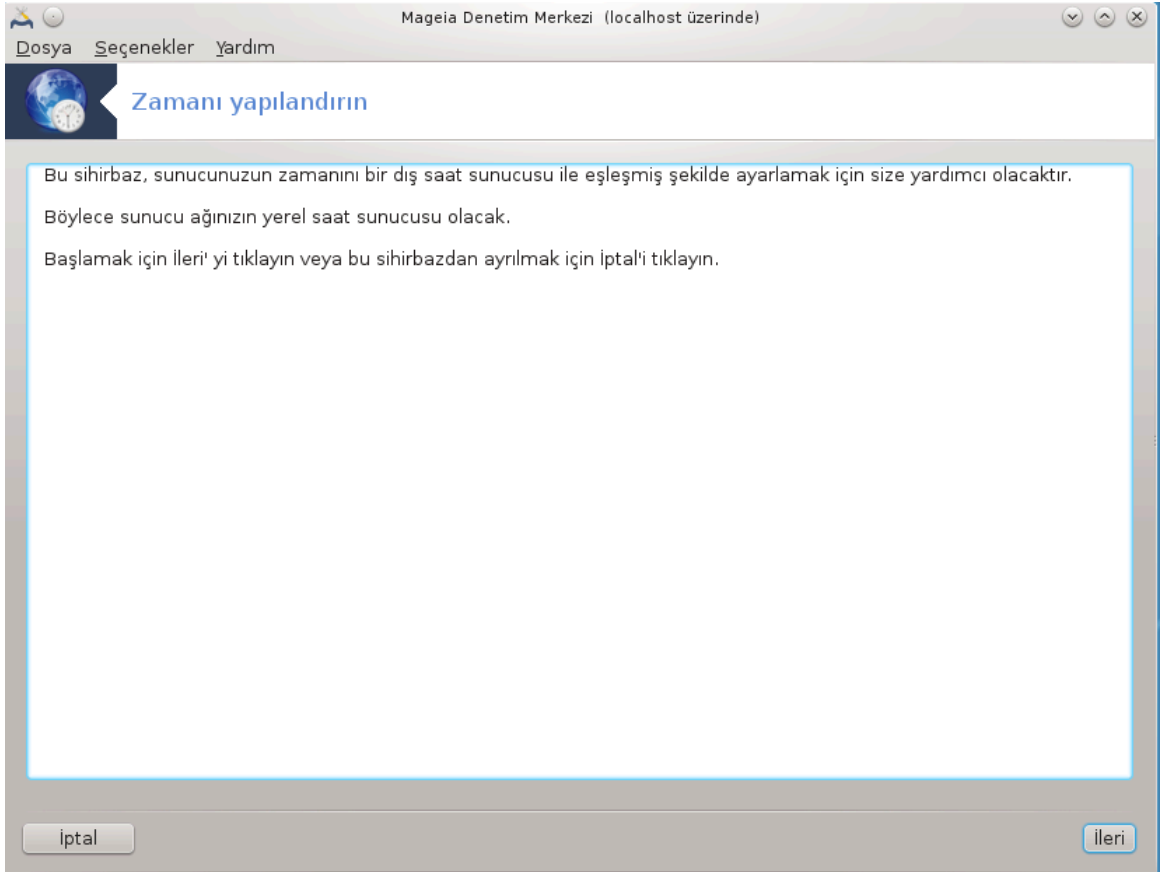 Mageia Denetim Merkezi (localhost üzerinde)
Dosya Seçenekler Yardım
Zamanı yapılandırın
Bu sihirbaz, sunucunuzun zamanını bir dış saat sunucusu ile eşleşmiş şekilde ayarlamak için size yardımcı olacaktır.
Böylece sunucu ağınızın yerel saat sunucusu olacak.
Başlamak için İleri' yi tıklayın veya bu sihirbazdan ayrılmak için İptal'i tıklayın.
İptal İleri